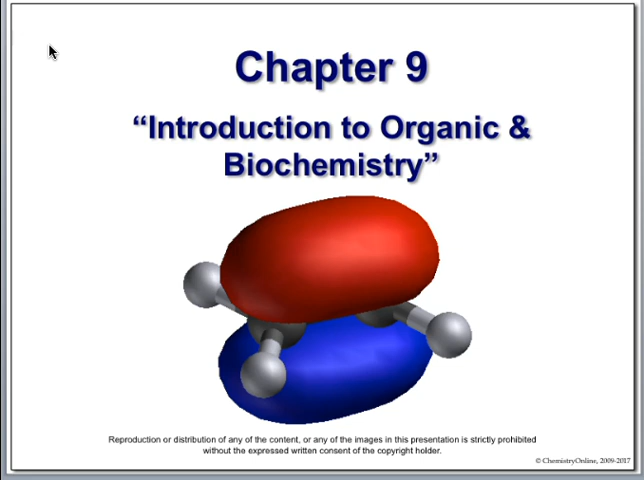 Chapter 9
“Introduction to Organic &
Biochemistry”
Reproduction or distribution of any of the content, or any of the images in this presentation is strictly prohibited
without the expressed written consent of the copyright holder.
© ChemistryOnline, 2009-2017